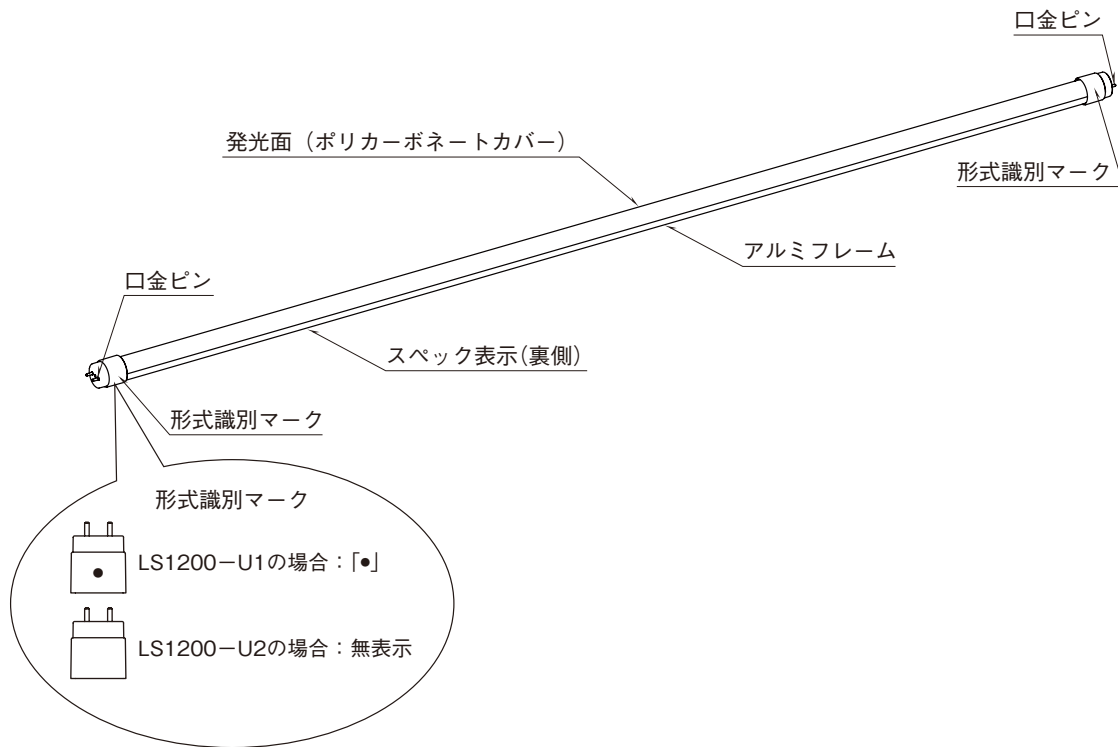 口金ピン
発光面（ポリカーボネートカバー）
形式識別マーク
アルミフレーム
口金ピン
スペック表示(裏側)
形式識別マーク
形式識別マーク
LS1200－U1の場合：「●」
LS1200－U2の場合：無表示